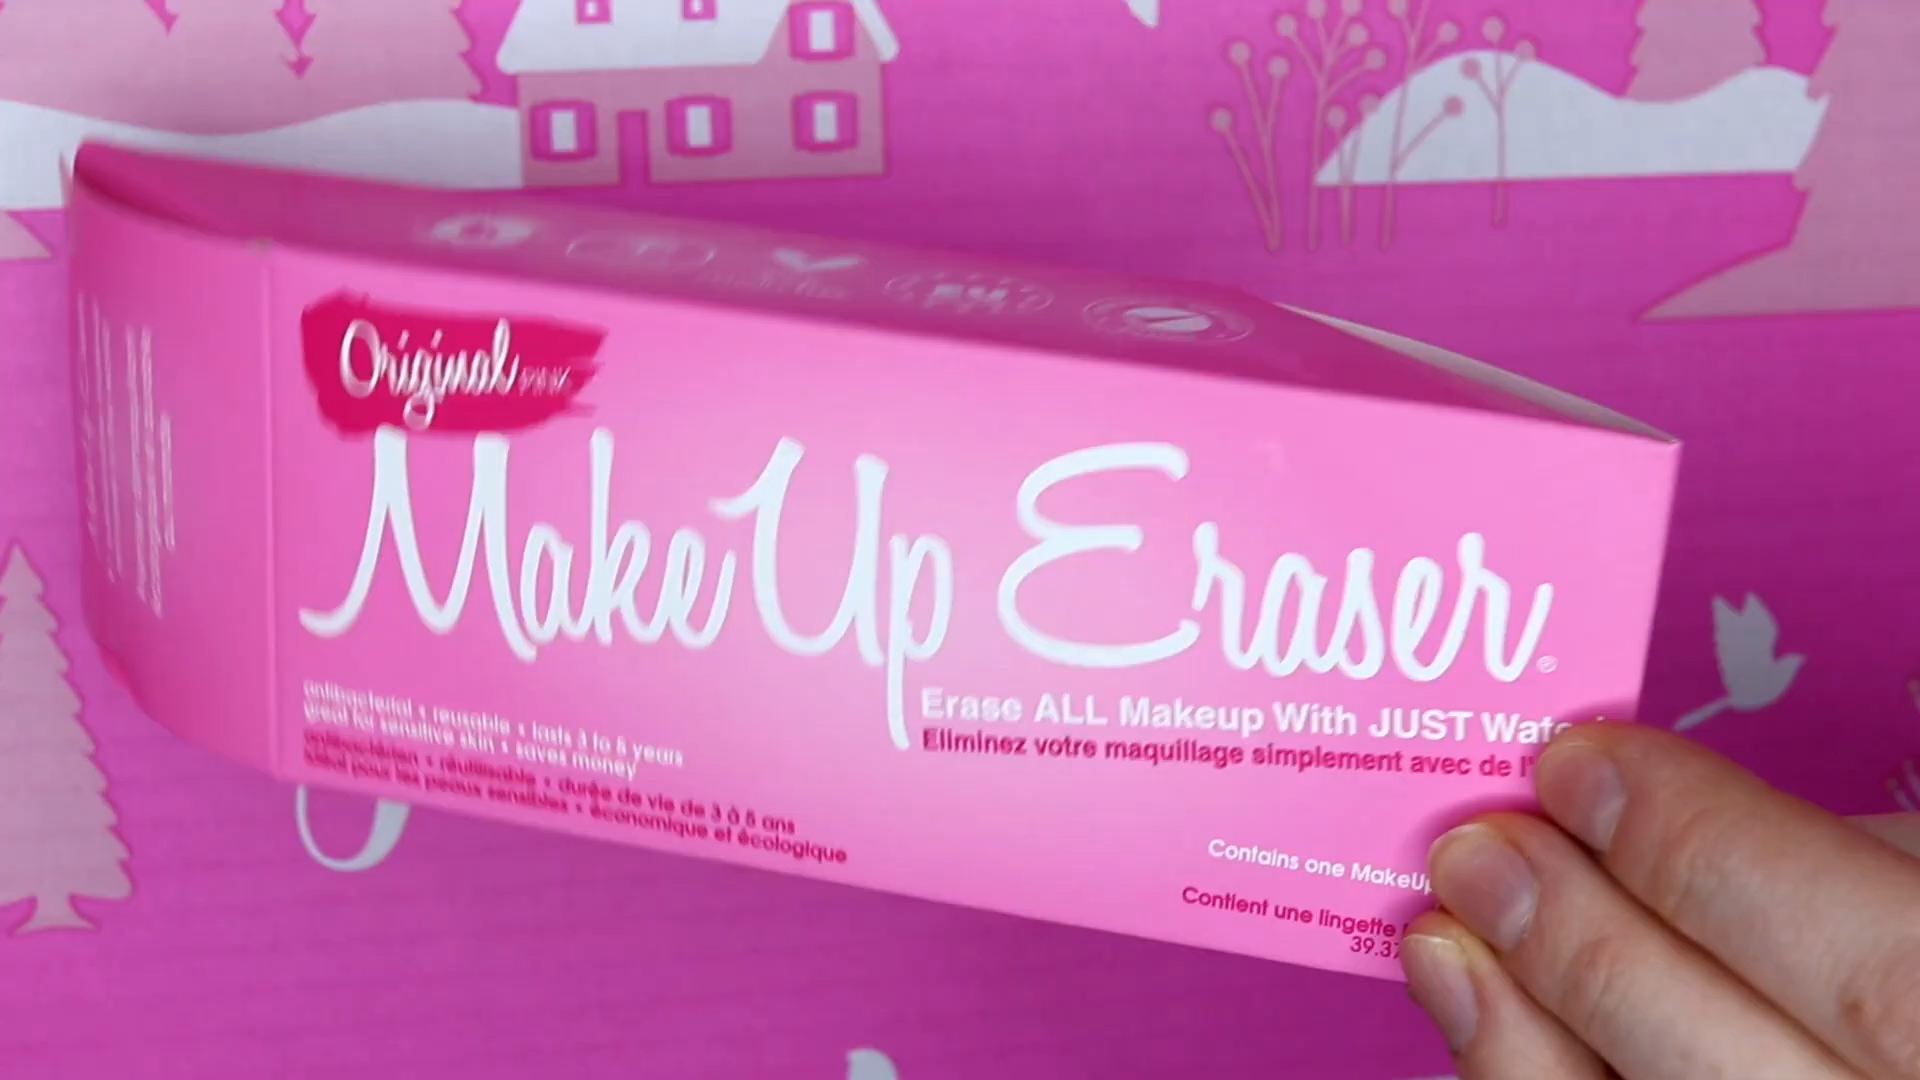 Original PINK
MakeUp Eraser®
Erase ALL Makeup With JUST
Eliminez votre maquillage simplement avec de
antibacterial • reusable • lasts 3 to 5 years
great for sensitive skin • saves money
antibactérien • réutilisable • durée de vie de 3 à 5 ans
idéal pour les peaux sensibles • économique et écologique
Contains one
Contient une lingette